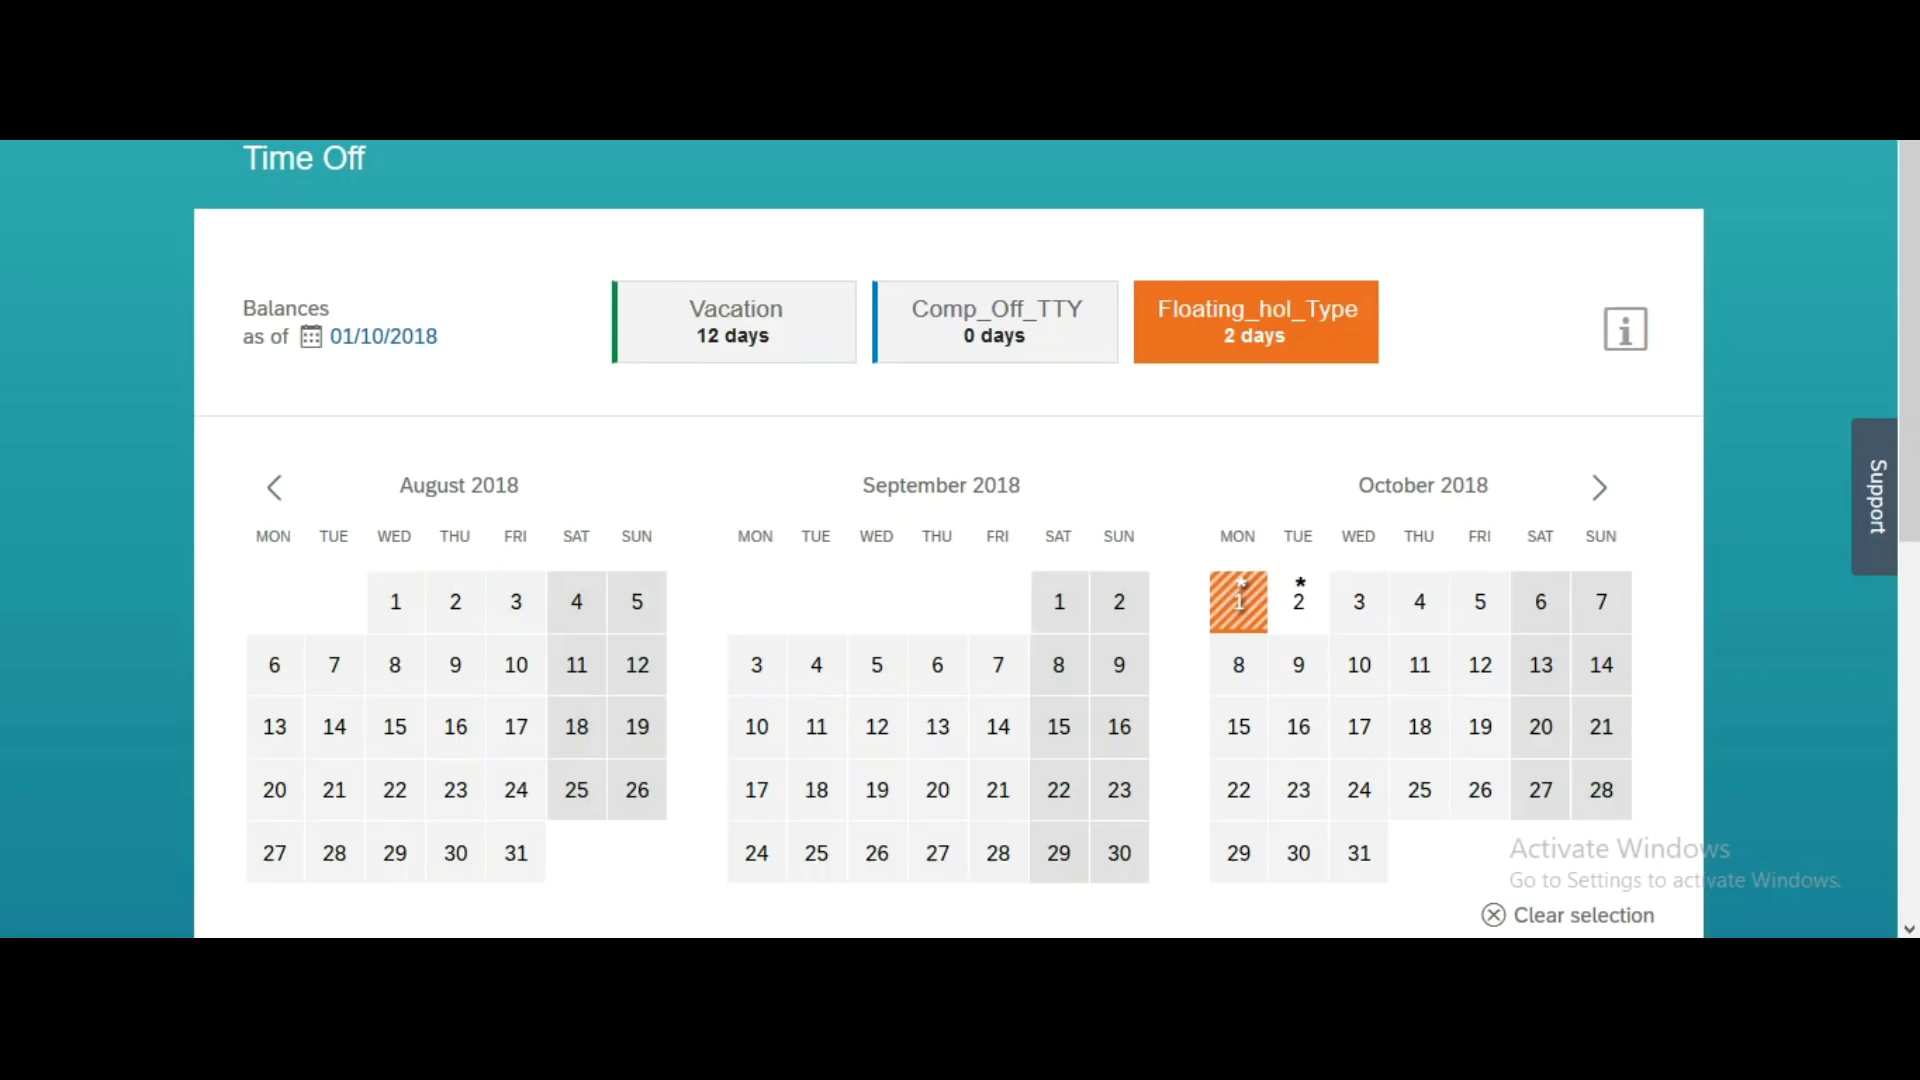 Time Off
Balances
as of 01/10/2018
Vacation
12 days
Comp_Off_TTY
0 days
Floating_hol_Type
2 days
i
Support
August 2018
MON TUE WED THU FRI SAT SUN
1 2 3 4 5
6 7 8 9 10 11 12
13 14 15 16 17 18 19
20 21 22 23 24 25 26
27 28 29 30 31
September 2018
MON TUE WED THU FRI SAT SUN
1 2
3 4 5 6 7 8 9
10 11 12 13 14 15 16
17 18 19 20 21 22 23
24 25 26 27 28 29 30
October 2018
MON TUE WED THU FRI SAT SUN
* *
1 2 3 4 5 6 7
8 9 10 11 12 13 14
15 16 17 18 19 20 21
22 23 24 25 26 27 28
29 30 31
Activate Windows
Go to Settings to activate Windows.
Clear selection